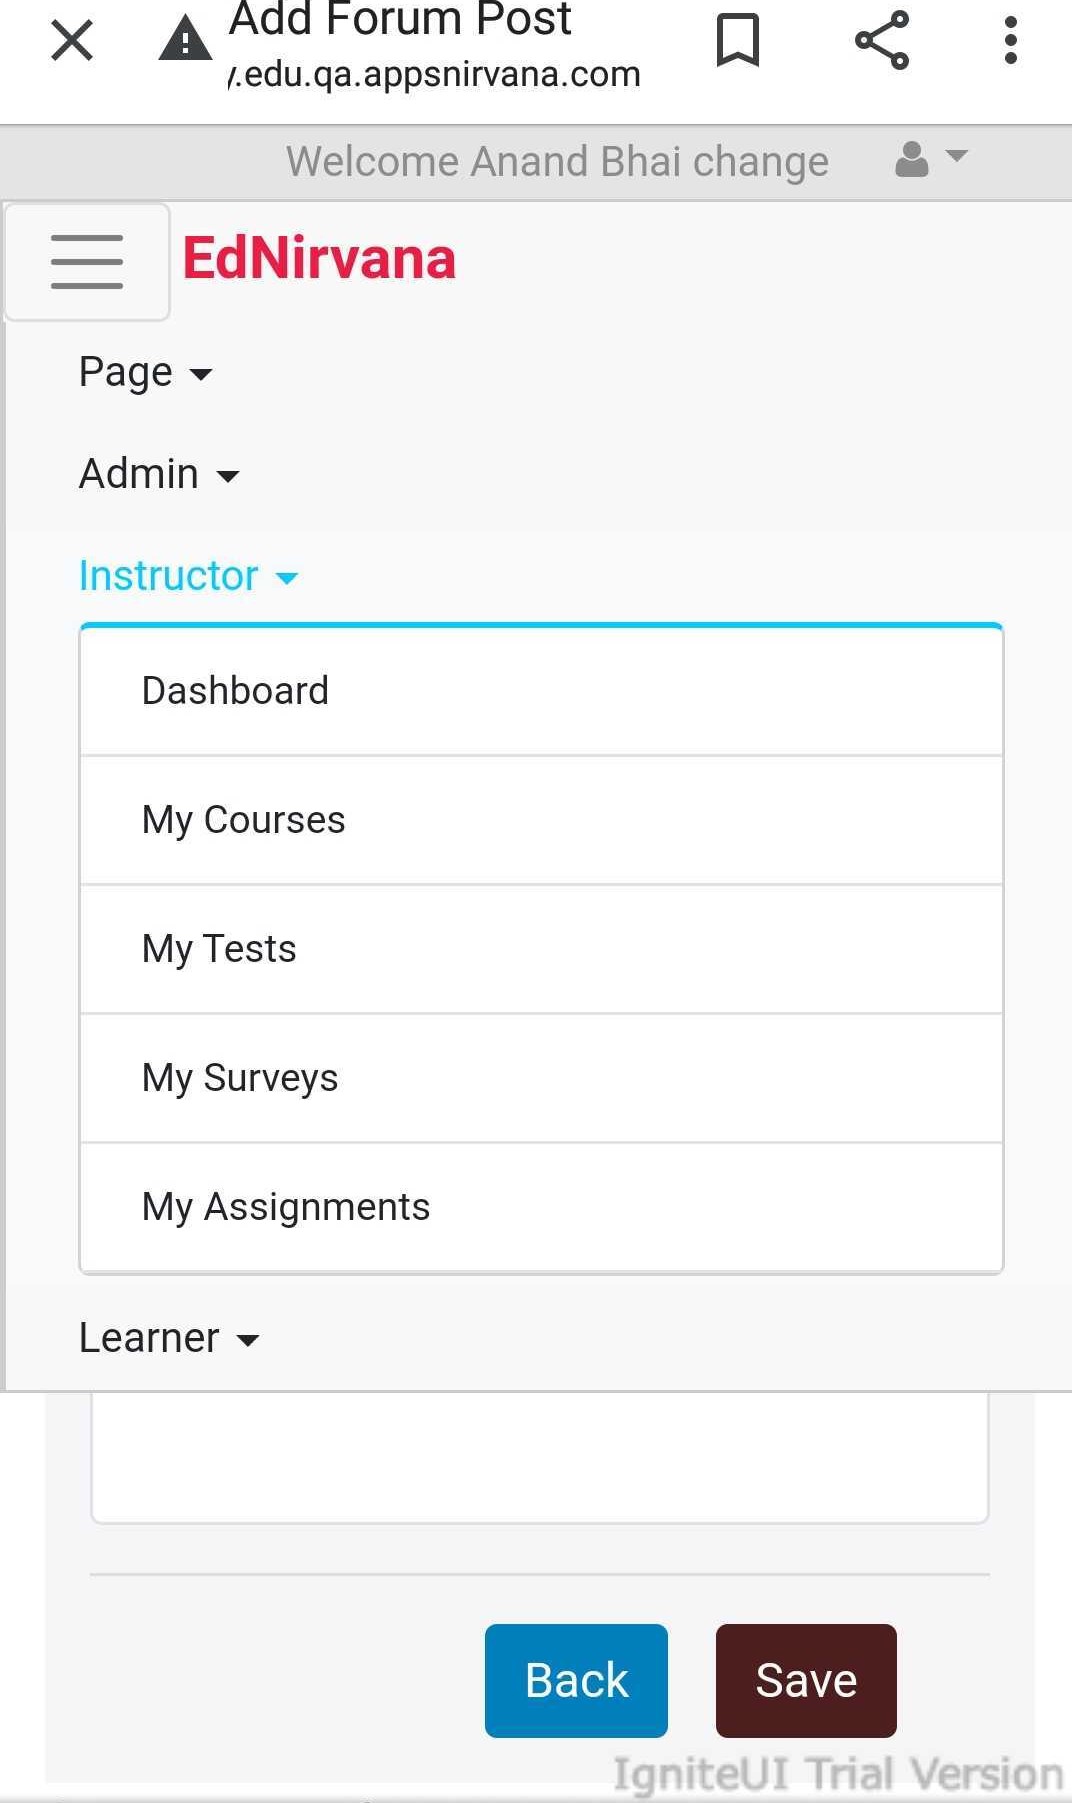 Add Forum Post
y.edu.qa.appsnirvana.com
Welcome Anand Bhai change
EdNirvana
Page
Admin
Instructor
Dashboard
My Courses
My Tests
My Surveys
My Assignments
Learner
Back
Save
IgniteUI Trial Version